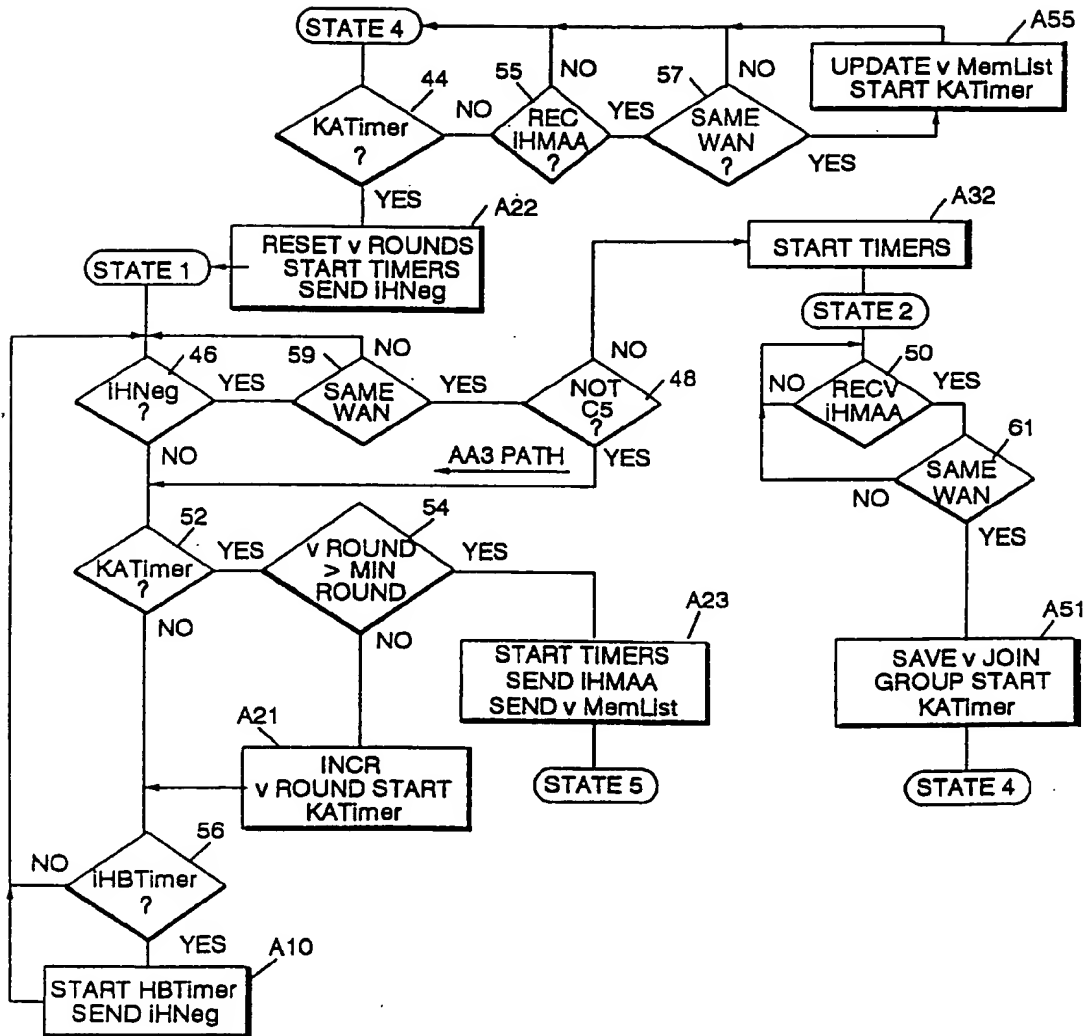 STATE 4
A55
NO
NO
UPDATE v MemList
START KATimer
44
55
57
KATimer
?
NO
REC
iHMAA
?
YES
SAME
WAN
?
YES
YES
A22
A32
RESET v ROUNDS
START TIMERS
SEND iHNeg
START TIMERS
STATE 1
STATE 2
NO
NO
46
59
48
50
iHNeg
?
YES
SAME
WAN
YES
NOT
C5
?
NO
RECV
iHMAA
YES
NO
AA3 PATH
YES
61
SAME
WAN
NO
YES
52
54
KATimer
?
YES
v ROUND
> MIN
ROUND
YES
NO
NO
A23
A51
START TIMERS
SEND iHMAA
SEND v MemList
SAVE v JOIN
GROUP START
KATimer
A21
INCR
v ROUND START
KATimer
STATE 5
STATE 4
56
NO
iHBTimer
?
YES
A10
START HBTimer
SEND iHNeg